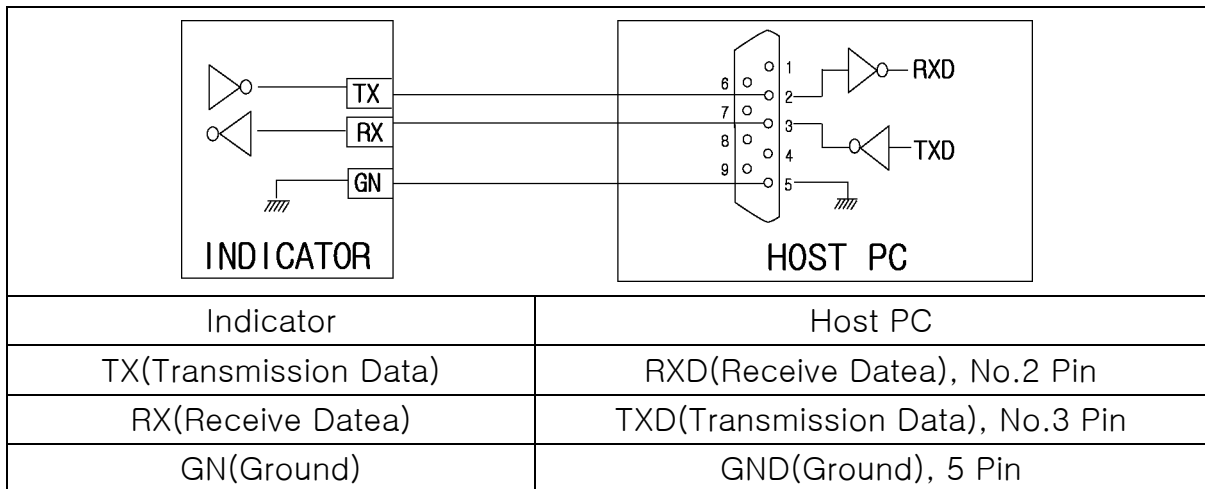 TX
RX
GN
INDICATOR
1
6
2
7
3
8
4
9
5
RXD
TXD
HOST PC
Indicator
Host PC
TX(Transmission Data)
RXD(Receive Datea), No.2 Pin
RX(Receive Datea)
TXD(Transmission Data), No.3 Pin
GN(Ground)
GND(Ground), 5 Pin